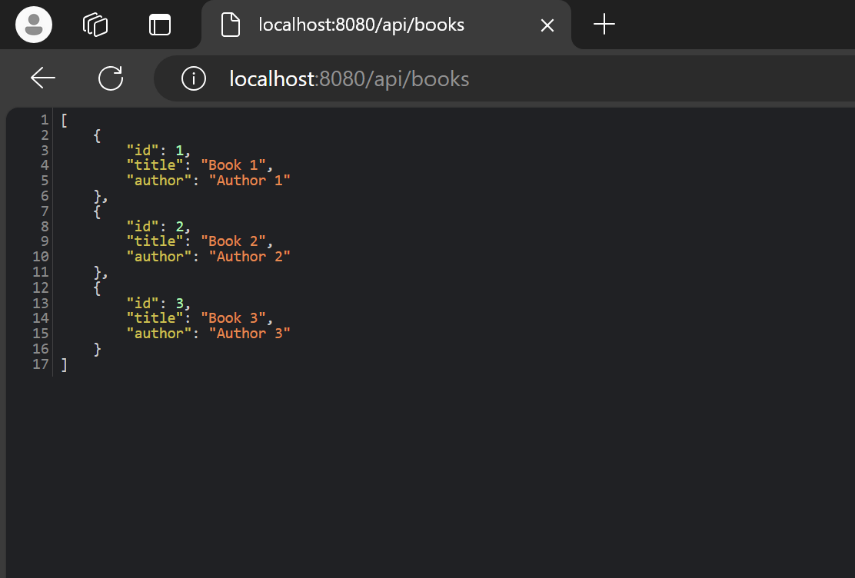 localhost:8080/api/books
localhost:8080/api/books
1 [
2 {
3 "id": 1,
4 "title": "Book 1",
5 "author": "Author 1"
6 },
7 {
8 "id": 2,
9 "title": "Book 2",
10 "author": "Author 2"
11 },
12 {
13 "id": 3,
14 "title": "Book 3",
15 "author": "Author 3"
16 }
17 ]